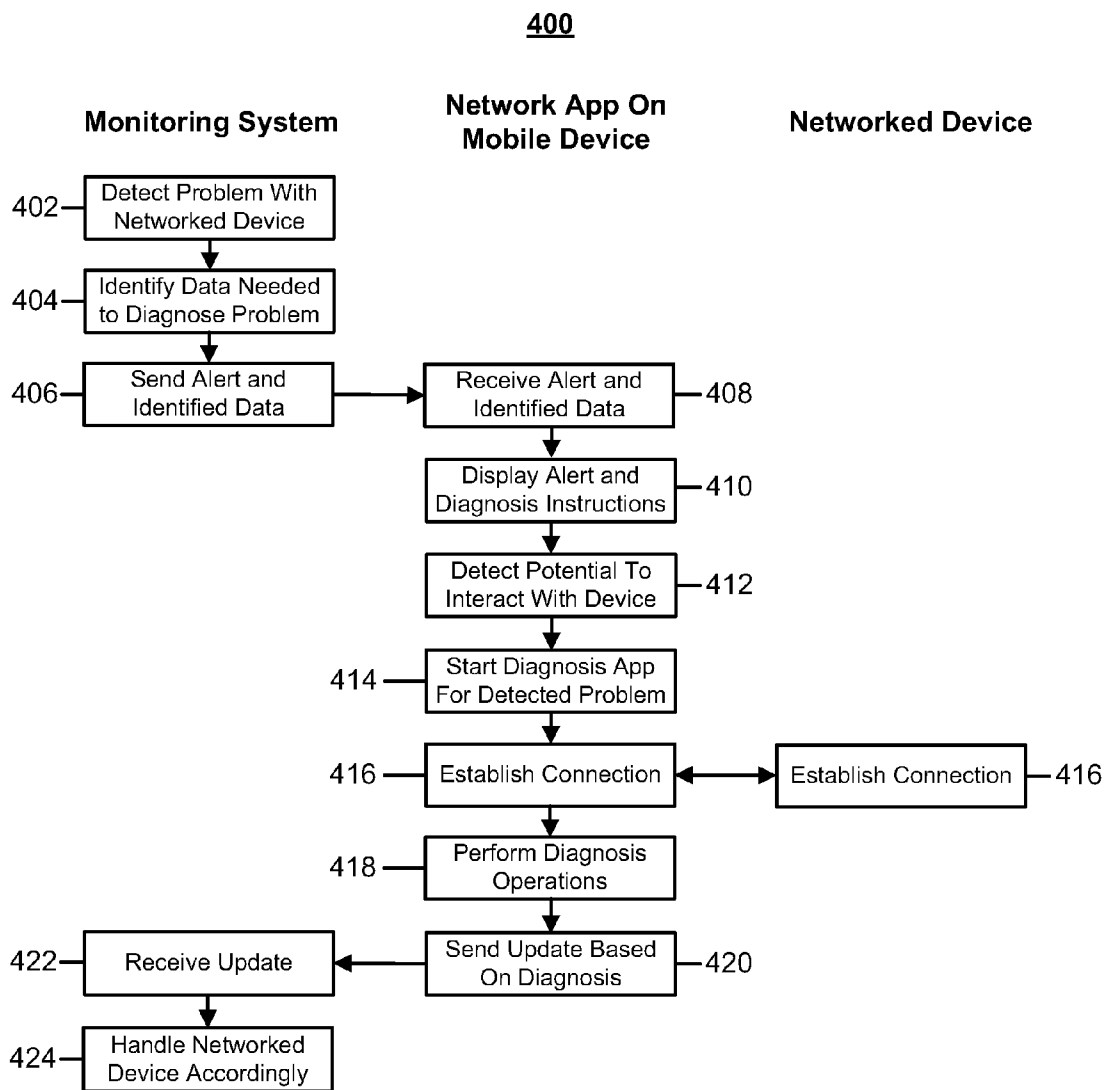 400
Monitoring System
Network App On
Mobile Device
Networked Device
402
Detect Problem With
Networked Device
404
Identify Data Needed
to Diagnose Problem
406
Send Alert and
Identified Data
Receive Alert and
Identified Data
408
Display Alert and
Diagnosis Instructions
410
Detect Potential To
Interact With Device
412
414
Start Diagnosis App
For Detected Problem
416
Establish Connection
Establish Connection
416
418
Perform Diagnosis
Operations
422
Receive Update
Send Update Based
On Diagnosis
420
424
Handle Networked
Device Accordingly